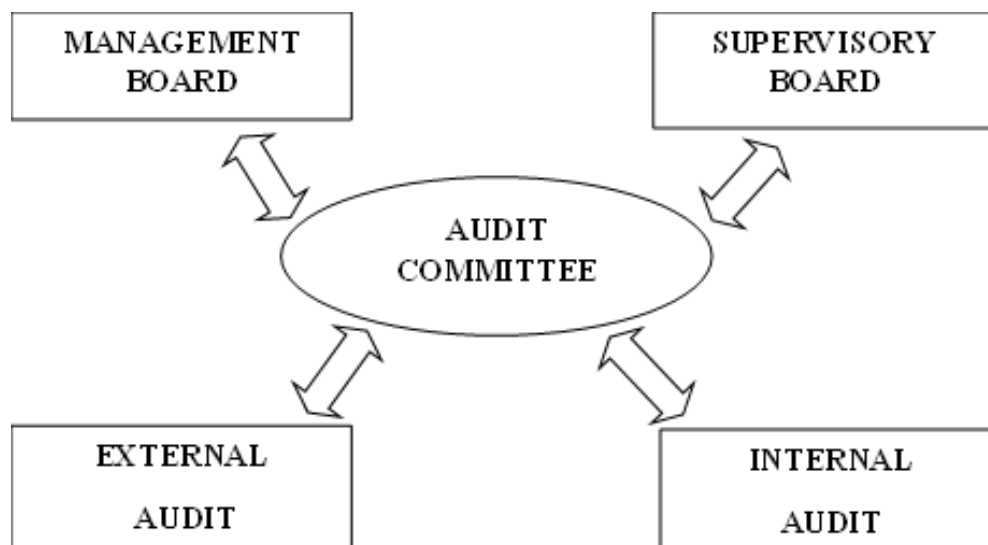 MANAGEMENT
BOARD
SUPERVISORY
BOARD
AUDIT
COMMITTEE
EXTERNAL
AUDIT
INTERNAL
AUDIT